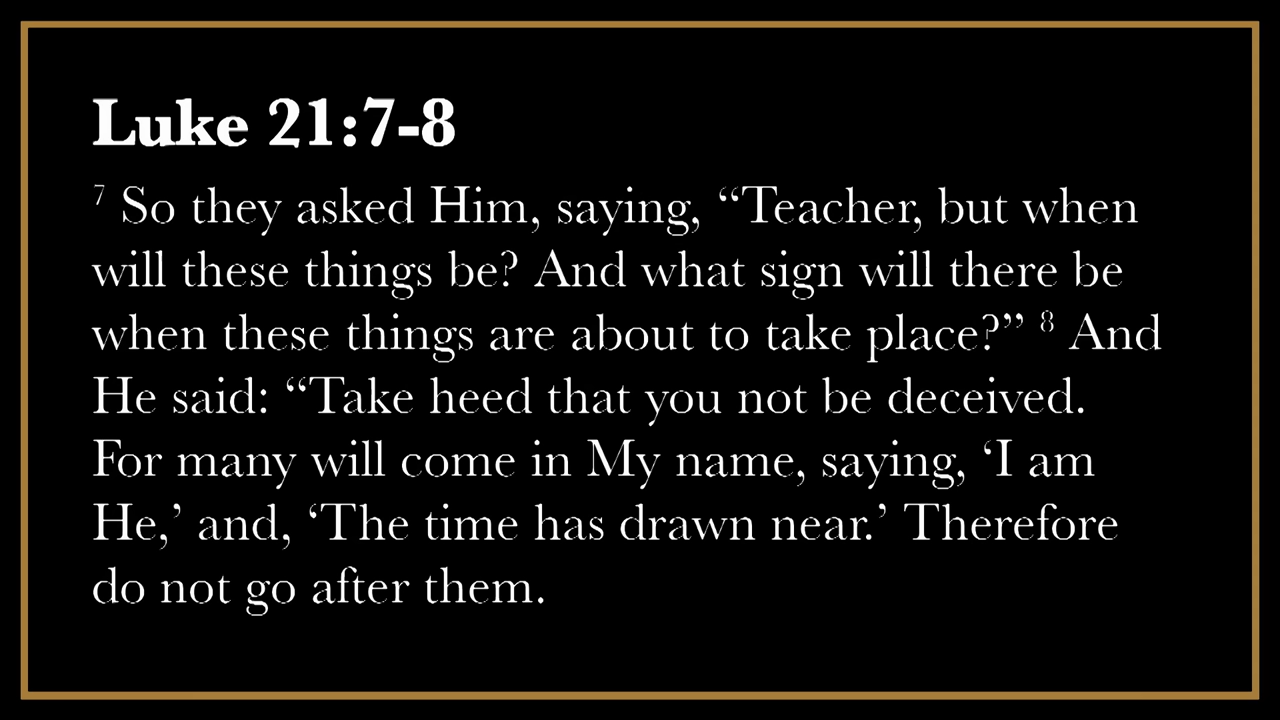 Luke 21:7-8
⁷ So they asked Him, saying, “Teacher, but when
will these things be? And what sign will there be
when these things are about to take place?” ⁸ And
He said: “Take heed that you not be deceived.
For many will come in My name, saying, ‘I am
He,’ and, ‘The time has drawn near.’ Therefore
do not go after them.